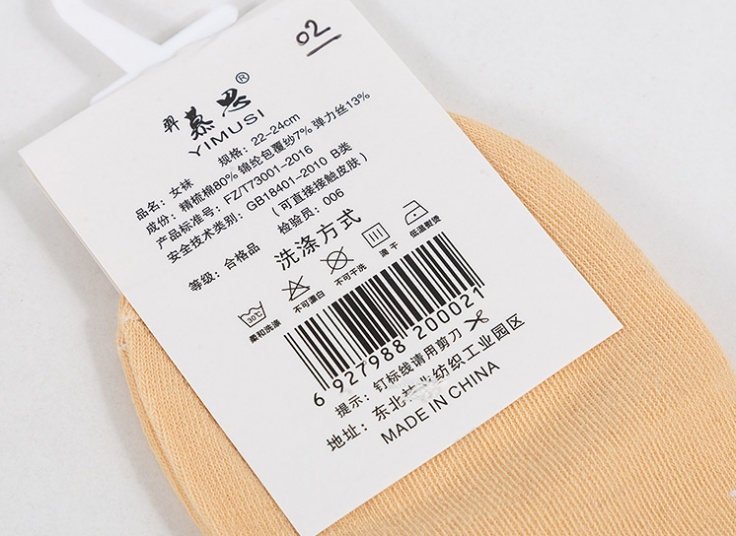 02
羿慕思®
YIMUSI
品名：女袜 规格：22-24cm
成份：精梳棉80% 锦纶包覆纱7% 弹力丝13%
产品标准号：FZ/T73001-2016
安全技术类别：GB18401-2010 B类
（可直接接触皮肤）
等级：合格品 检验员：006
洗涤方式
30℃
柔和洗涤 不可漂白 不可干洗 滴干 低温熨烫
6 927988 200021
提示：钉标线请用剪刀
地址：东北 纺织工业园区
MADE IN CHINA